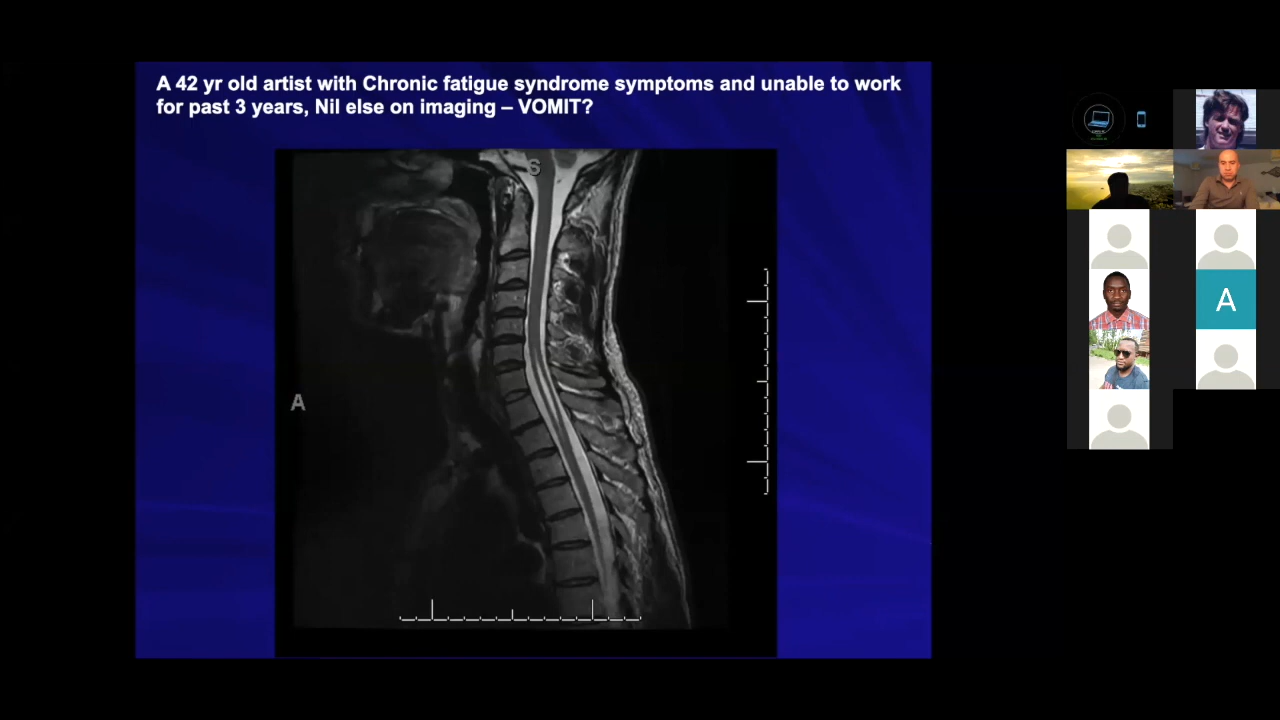 A 42 yr old artist with Chronic fatigue syndrome symptoms and unable to work
for past 3 years, Nil else on imaging – VOMIT?
S
A
A